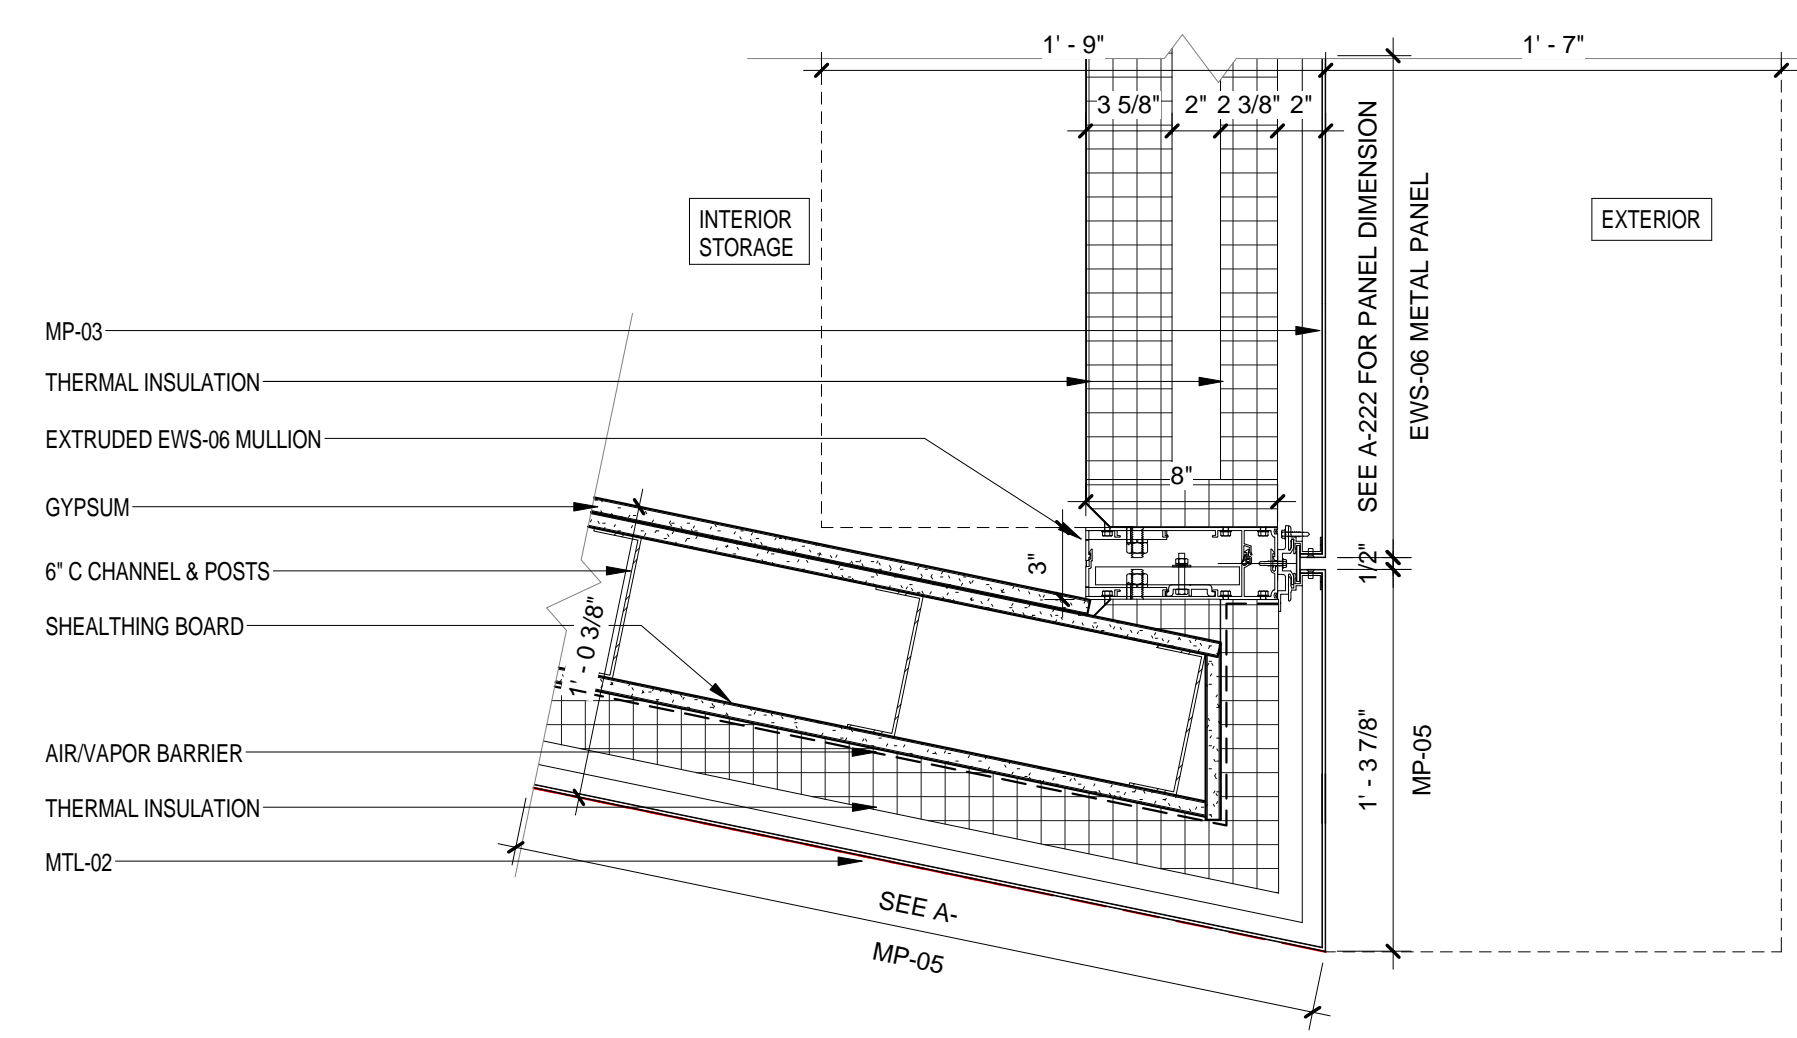 1' - 9"
1' - 7"
3 5/8"
2"
2 3/8"
2"
INTERIOR
STORAGE
EXTERIOR
SEE A-222 FOR PANEL DIMENSION
EWS-06 METAL PANEL
MP-03
THERMAL INSULATION
EXTRUDED EWS-06 MULLION
8"
GYPSUM
3"
1/2"
6" C CHANNEL & POSTS
1' - 0 3/8"
SHEALTHING BOARD
AIR/VAPOR BARRIER
1' - 3 7/8"
MP-05
THERMAL INSULATION
MTL-02
SEE A-
MP-05